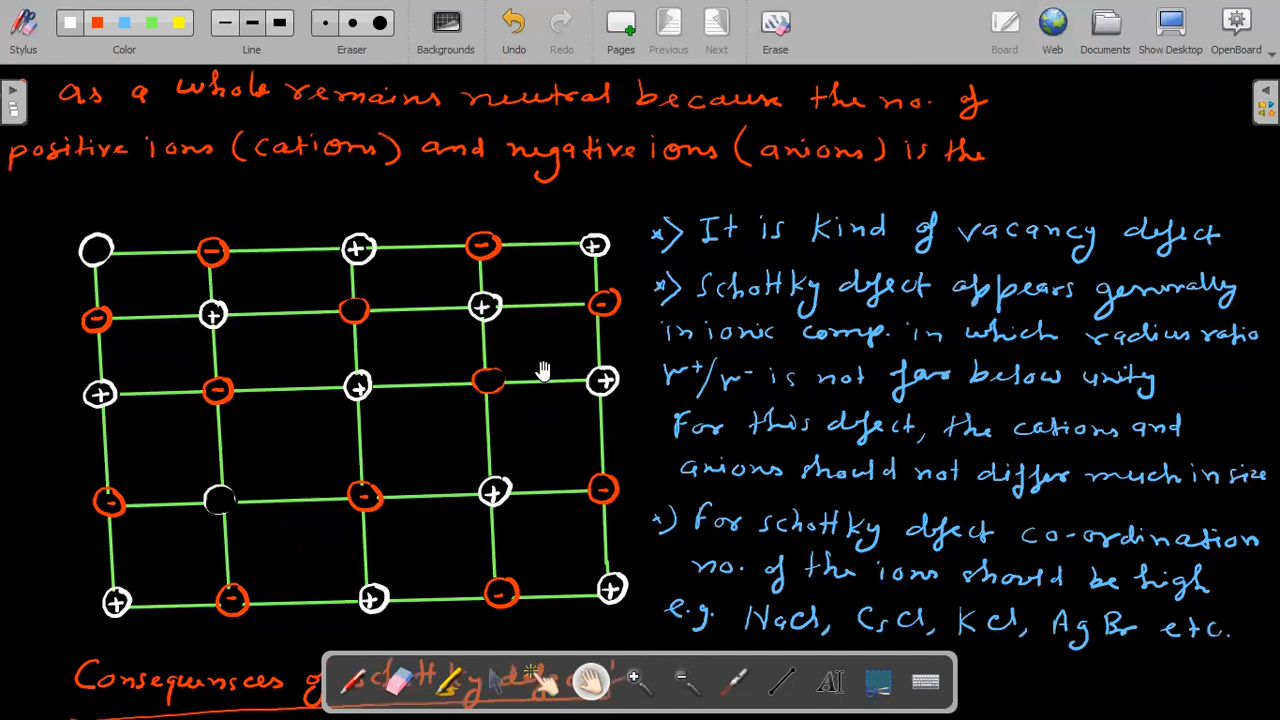 Stylus
Color
Line
Eraser
Backgrounds
Undo
Redo
Pages
Previous
Next
Erase
Board
Web
Documents
Show Desktop
OpenBoard
as a whole remains neutral because the no. of
positive ions (cations) and negative ions (anions) is the
*) It is kind of vacancy defect
*) Schottky defect appears generally
in ionic comp. in which radius ratio
r+/r- is not far below unity
For this defect, the cations and
anions should not differ much in size
*) For schottky defect co-ordination
no. of the ions should be high
e.g. NaCl, CsCl, KCl, AgBr etc.
- + - +
- + + -
+ - + +
- - + -
+ - + - +
Consequences of schottky defect
AI